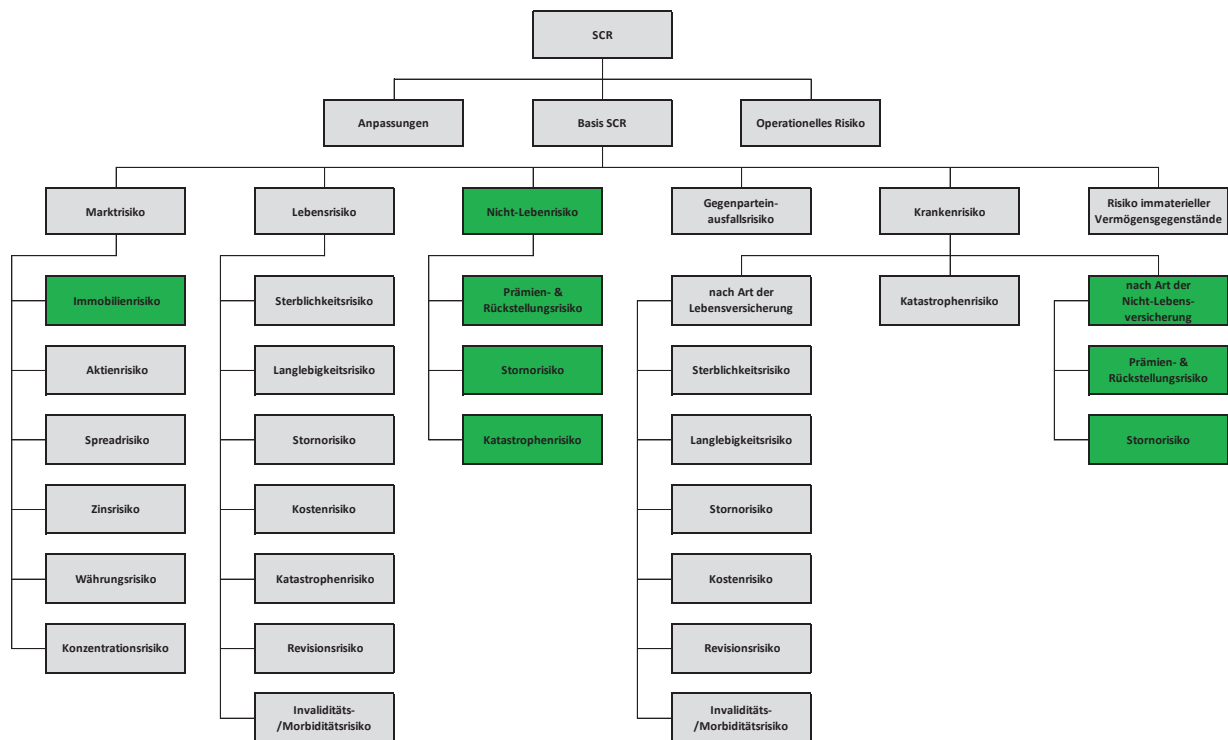 SCR
Anpassungen
Basis SCR
Operationelles Risiko
Marktrisiko
Lebensrisiko
Nicht-Lebenrisiko
Gegenpartein-
ausfallsrisiko
Krankenrisiko
Risiko immaterieller
Vermögensgegenstände
Immobilienrisiko
Aktienrisiko
Spreadrisiko
Zinsrisiko
Währungsrisiko
Konzentrationsrisiko
Sterblichkeitsrisiko
Langlebigkeitsrisiko
Stornorisiko
Kostenrisiko
Katastrophenrisiko
Revisionsrisiko
Invaliditäts-
/Morbiditätsrisiko
Prämien- &
Rückstellungsrisiko
Stornorisiko
Katastrophenrisiko
nach Art der
Lebensversicherung
Sterblichkeitsrisiko
Langlebigkeitsrisiko
Stornorisiko
Kostenrisiko
Revisionsrisiko
Invaliditäts-
/Morbiditätsrisiko
Katastrophenrisiko
nach Art der
Nicht-Lebens-
versicherung
Prämien- &
Rückstellungsrisiko
Stornorisiko